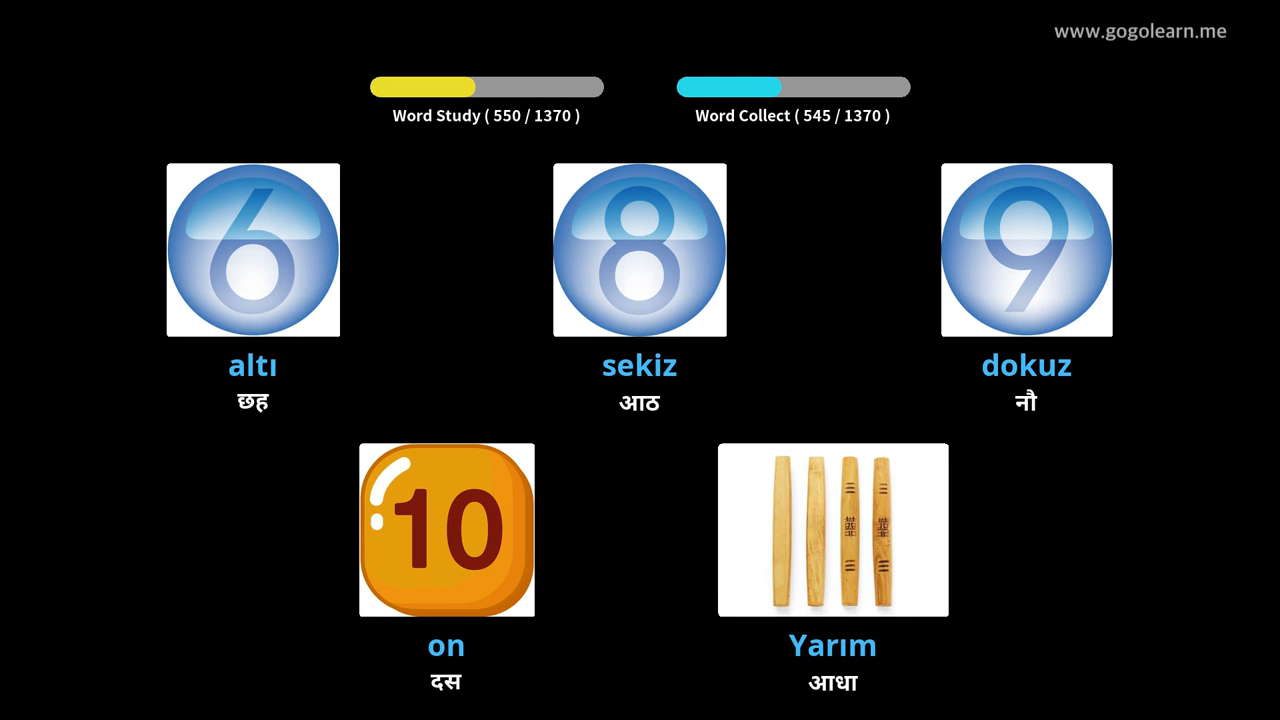 www.gogolearn.me
Word Study ( 550 / 1370 )
Word Collect ( 545 / 1370 )
6
8
9
altı
sekiz
dokuz
छह
आठ
नौ
10
on
Yarım
दस
आधा